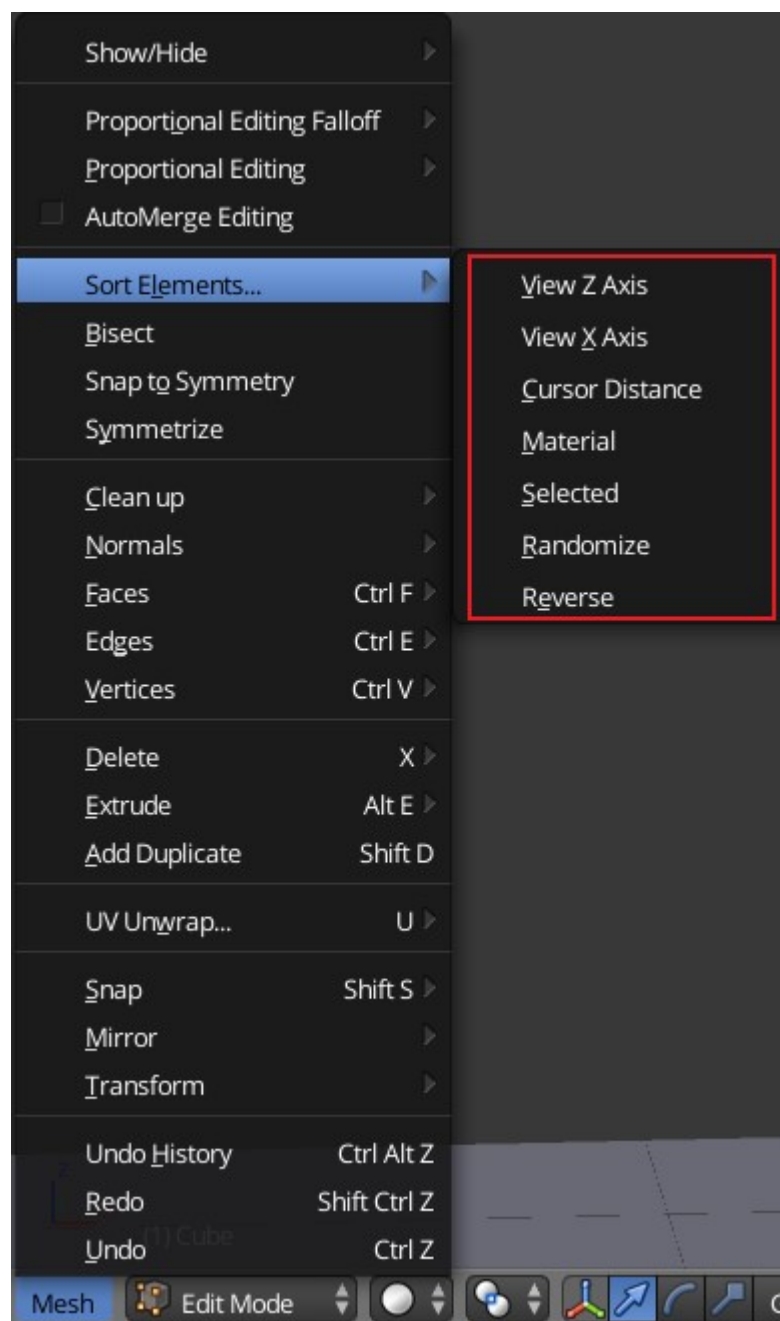 Show/Hide
Proportional Editing Falloff
Proportional Editing
AutoMerge Editing
Sort Elements...
Bisect
Snap to Symmetry
Symmetrize
Clean up
Normals
Faces Ctrl F
Edges Ctrl E
Vertices Ctrl V
Delete X
Extrude Alt E
Add Duplicate Shift D
UV Unwrap... U
Snap Shift S
Mirror
Transform
Undo History Ctrl Alt Z
Redo Shift Ctrl Z
Undo Ctrl Z
View Z Axis
View X Axis
Cursor Distance
Material
Selected
Randomize
Reverse
Z
(1) Cube
Mesh Edit Mode